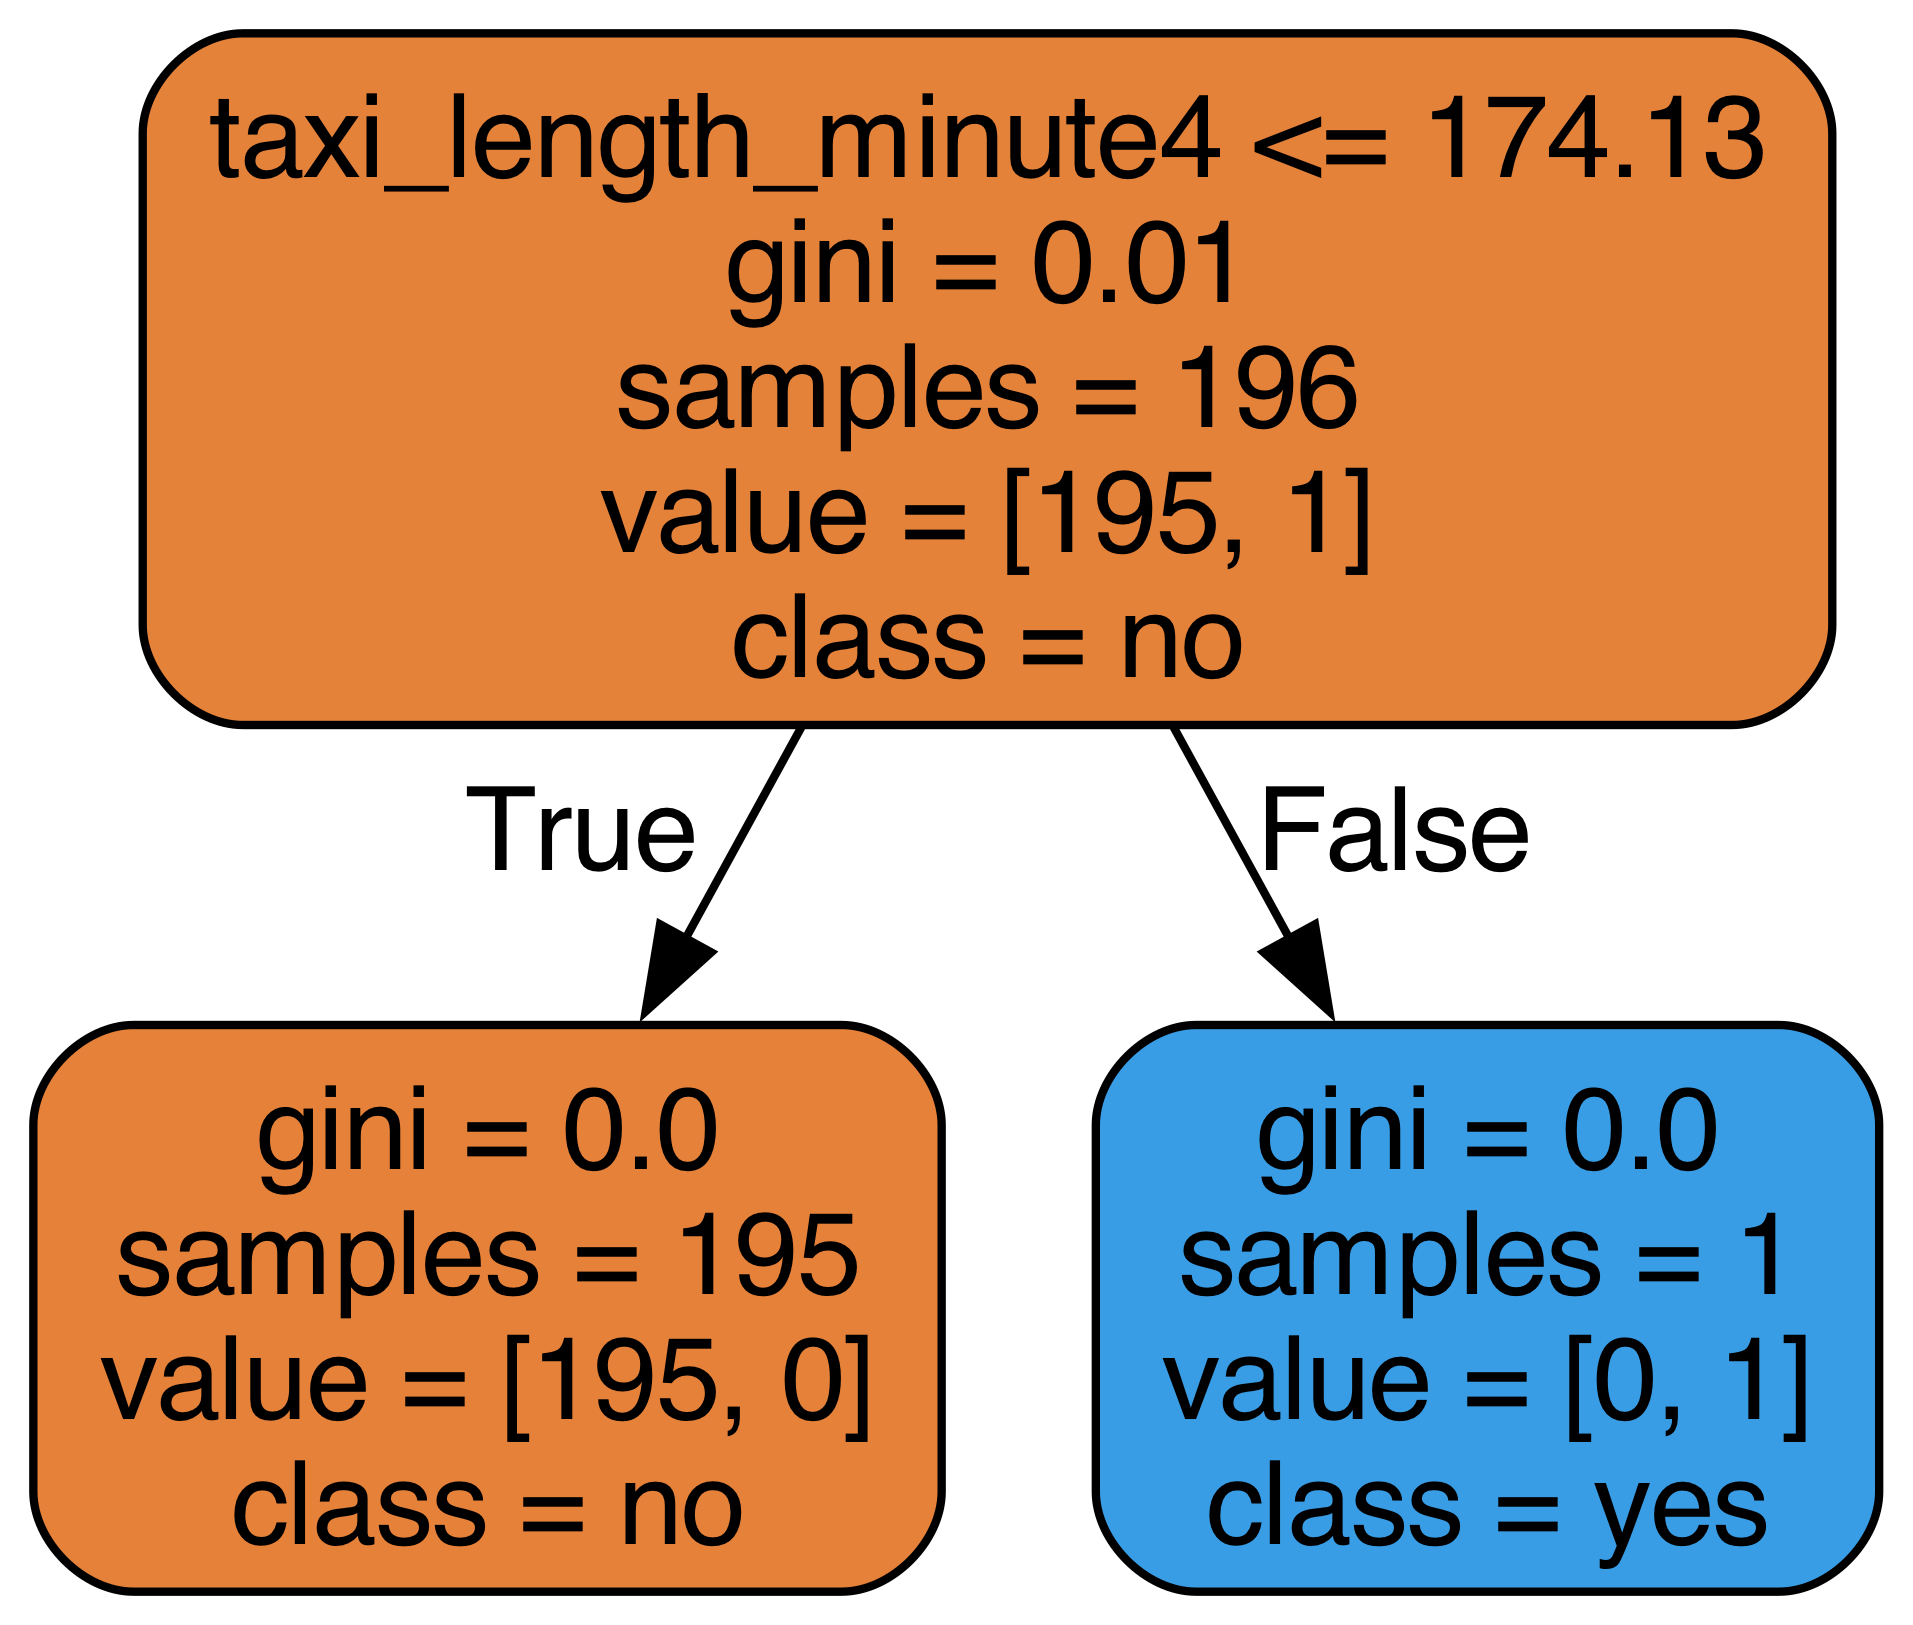 taxi_length_minute4 <= 174.13
gini = 0.01
samples = 196
value = [195, 1]
class = no
True
False
gini = 0.0
samples = 195
value = [195, 0]
class = no
gini = 0.0
samples = 1
value = [0, 1]
class = yes